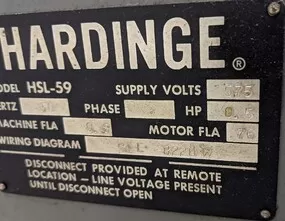 HARDINGE®
MODEL HSL-59 SUPPLY VOLTS
HERTZ PHASE HP
MACHINE FLA MOTOR FLA
WIRING DIAGRAM
DISCONNECT PROVIDED AT REMOTE
LOCATION – LINE VOLTAGE PRESENT
UNTIL DISCONNECT OPEN